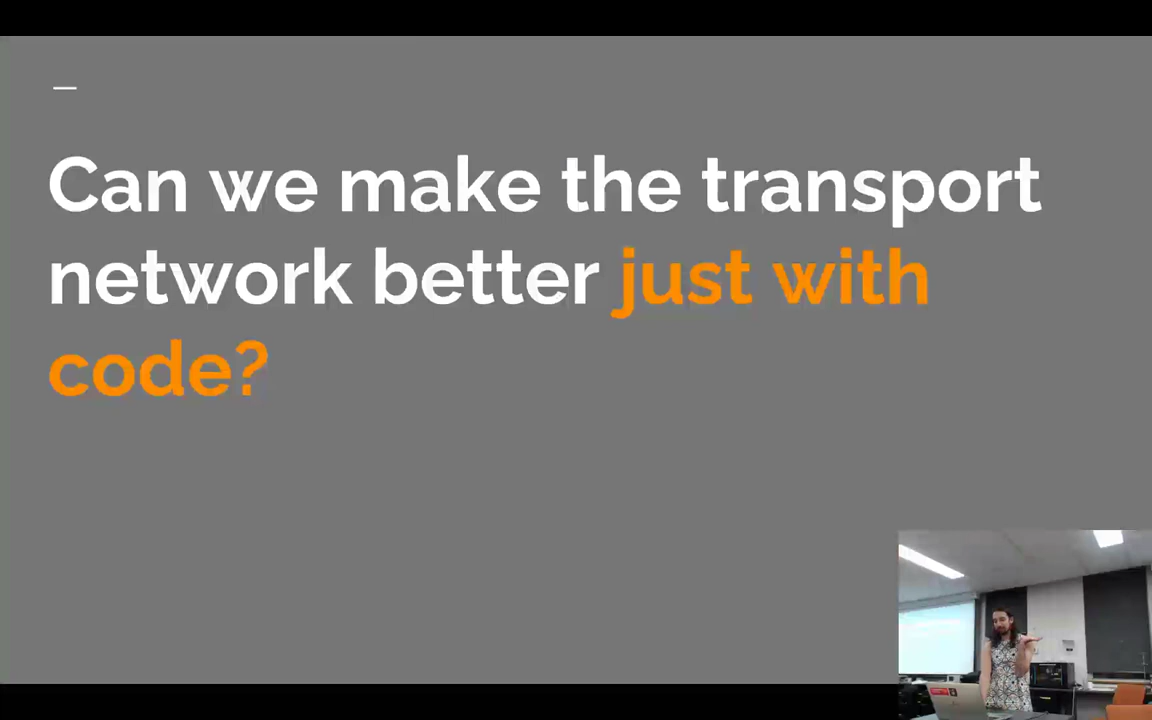 Can we make the transport
network better just with
code?